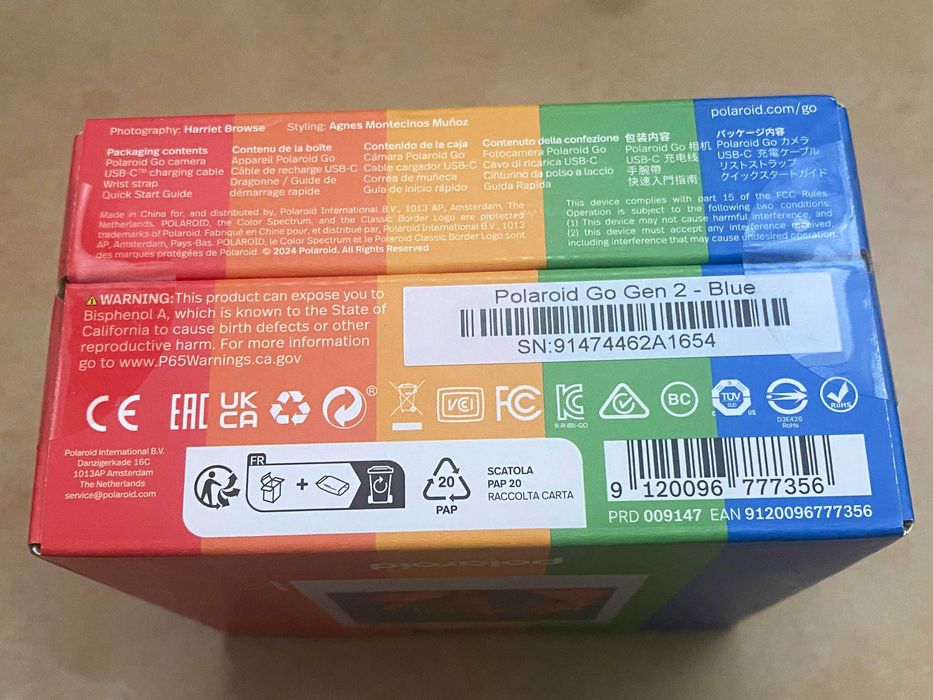 Photography: Harriet Browse Styling: Agnes Montecinos Muñoz
polaroid.com/go
Packaging contents
Polaroid Go camera
USB-C™ charging cable
Wrist strap
Quick Start Guide
Contenu de la boîte
Appareil Polaroid Go
Câble de recharge USB-C
Dragonne / Guide de
démarrage rapide
Contenido de la caja
Cámara Polaroid Go
Cable cargador USB-C
Correa de muñeca
Guía de inicio rápido
Contenuto della confezione
Fotocamera Polaroid Go
Cavo di ricarica USB-C
Cinturino da polso a laccio
Guida Rapida
包装内容
Polaroid Go 相机
USB-C 充电线
手腕帶
快速入門指南
パッケージ内容
Polaroid Go カメラ
USB-C 充電ケーブル
リストストラップ
クイックスタートガイド
Made in China for, and distributed by, Polaroid International B.V., 1013 AP, Amsterdam, The
Netherlands. POLAROID, the Color Spectrum, and the Classic Border Logo are protected
trademarks of Polaroid. Fabriqué en Chine pour, et distribué par, Polaroid International B.V., 1013
AP, Amsterdam, Pays-Bas. POLAROID, le Color Spectrum et le Polaroid Classic Border Logo sont
des marques protégées de Polaroid. © 2024 Polaroid. All Rights Reserved
This device complies with part 15 of the FCC Rules.
Operation is subject to the following two conditions:
(1) This device may not cause harmful interference, and
(2) this device must accept any interference received,
including interference that may cause undesired operation.
WARNING: This product can expose you to
Bisphenol A, which is known to the State of
California to cause birth defects or other
reproductive harm. For more information
go to www.P65Warnings.ca.gov
Polaroid Go Gen 2 - Blue
SN:91474462A1654
CE EAC UK CA ® VCI FC KC R-R-IBV-GO BC TÜV SÜD US D3E426 RoHs RoHS
Polaroid International B.V.
Danzigerkade 16C
1013AP Amsterdam
The Netherlands
service@polaroid.com
FR
+
20
PAP
SCATOLA
PAP 20
RACCOLTA CARTA
9 120096 777356
PRD 009147 EAN 9120096777356
polaroid